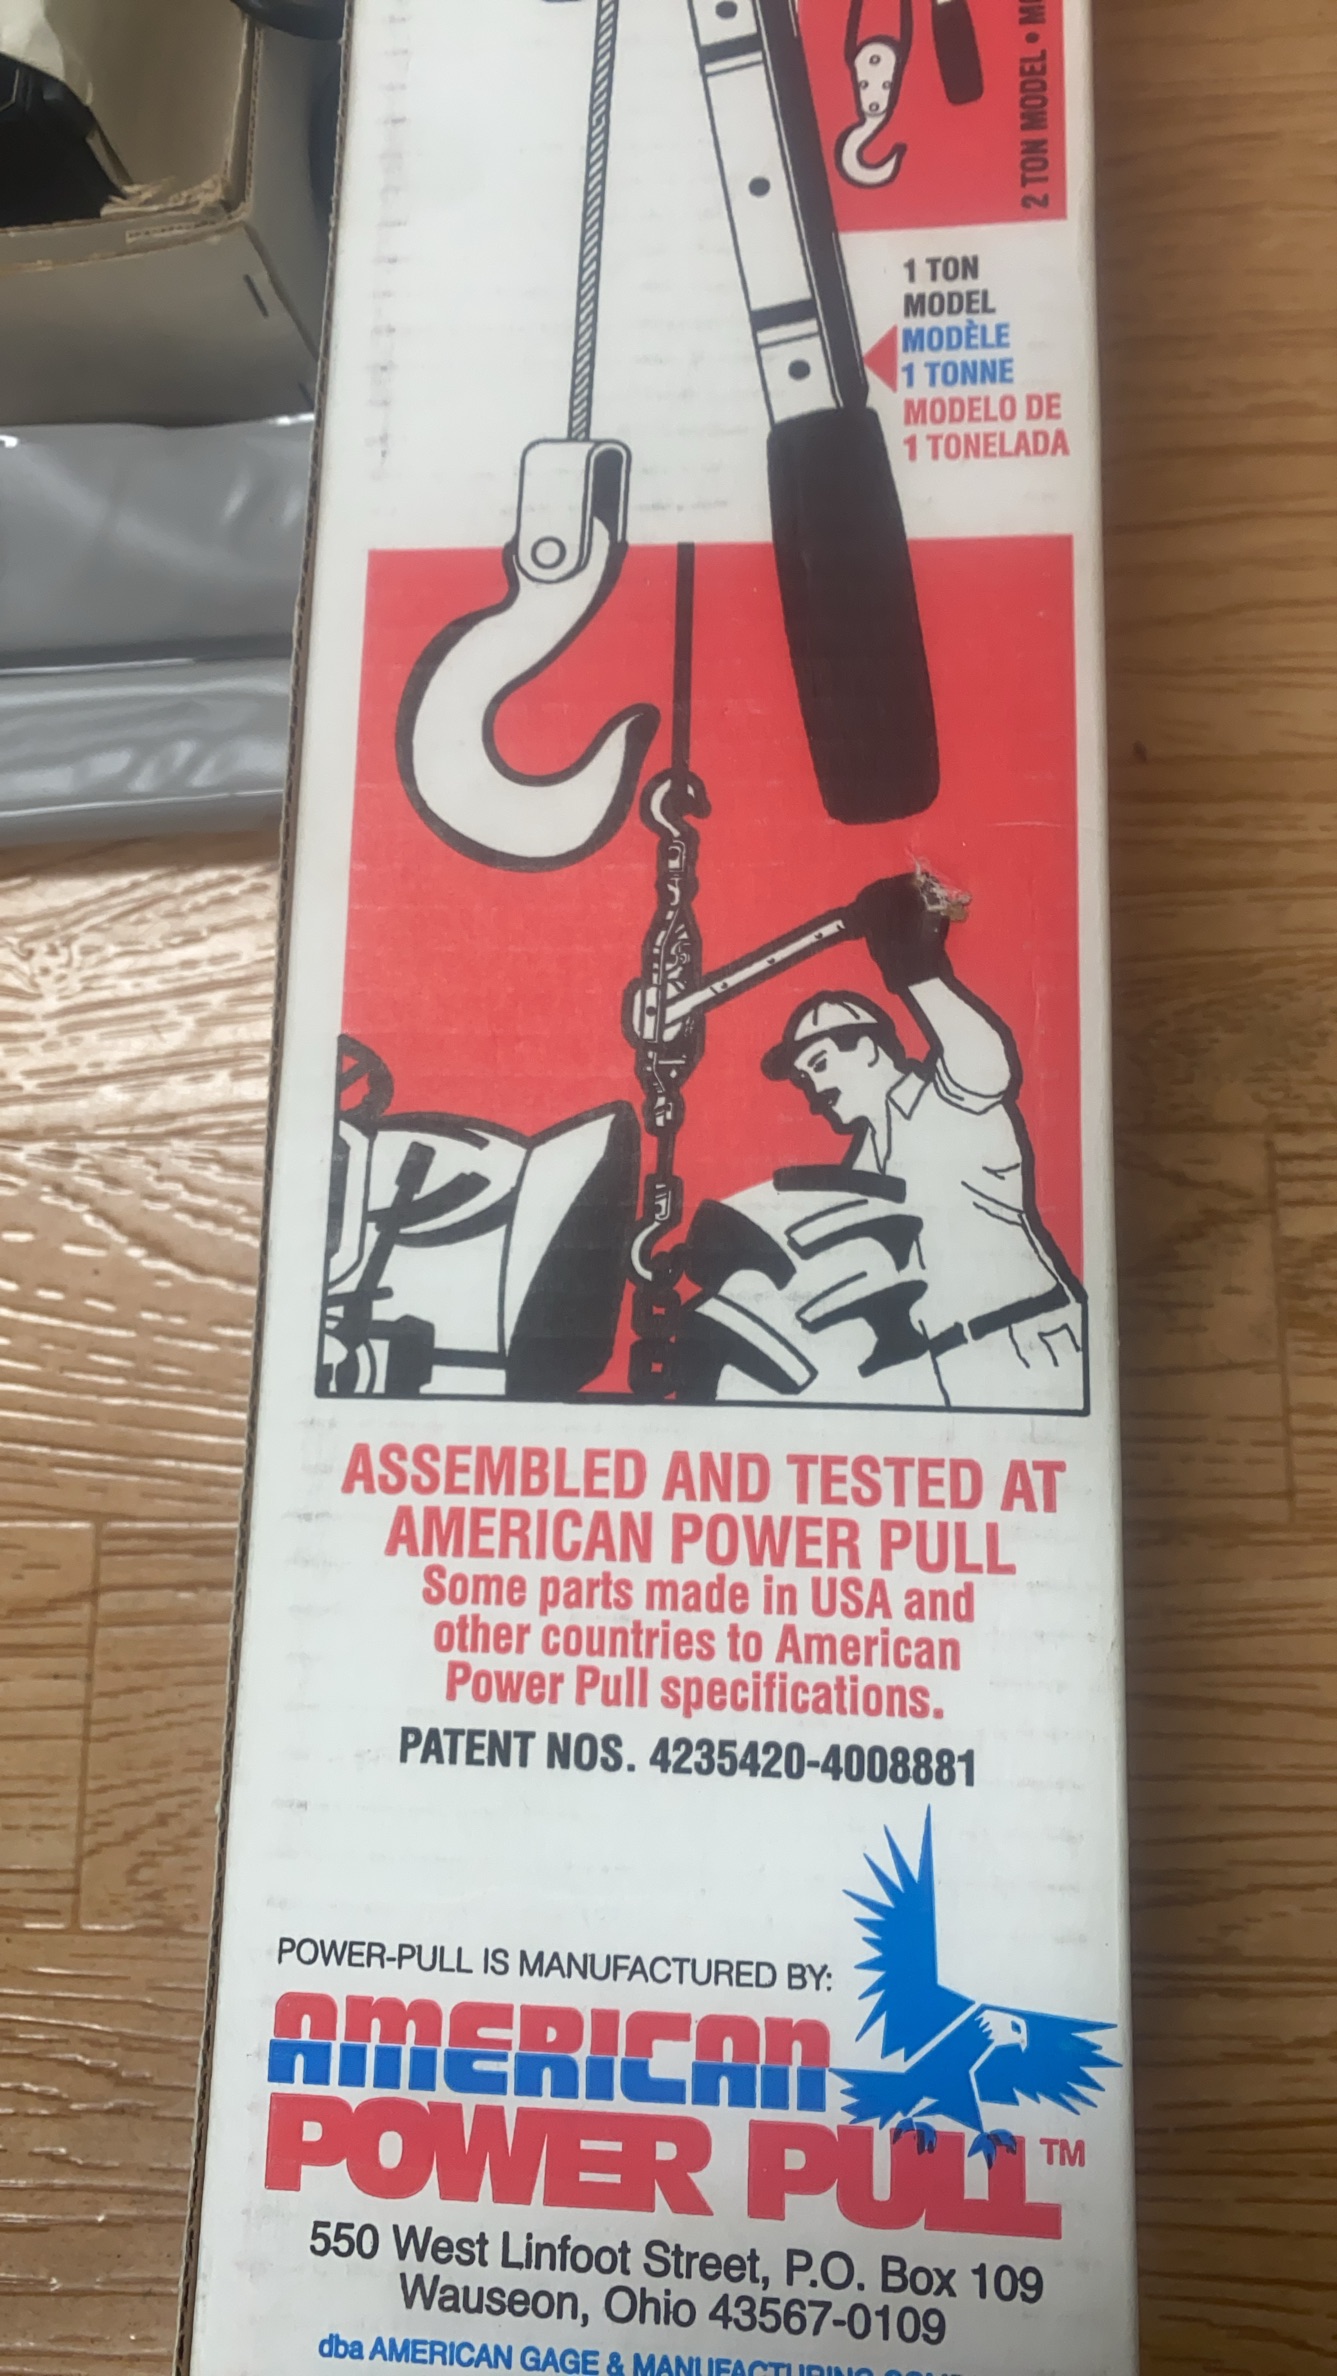 2 TON MODEL •
1 TON
MODEL
MODÈLE
1 TONNE
MODELO DE
1 TONELADA
ASSEMBLED AND TESTED AT
AMERICAN POWER PULL
Some parts made in USA and
other countries to American
Power Pull specifications.
PATENT NOS. 4235420-4008881
POWER-PULL IS MANUFACTURED BY:
AMERICAN
POWER PULL™
550 West Linfoot Street, P.O. Box 109
Wauseon, Ohio 43567-0109
dba AMERICAN GAGE & MANUFACTURING